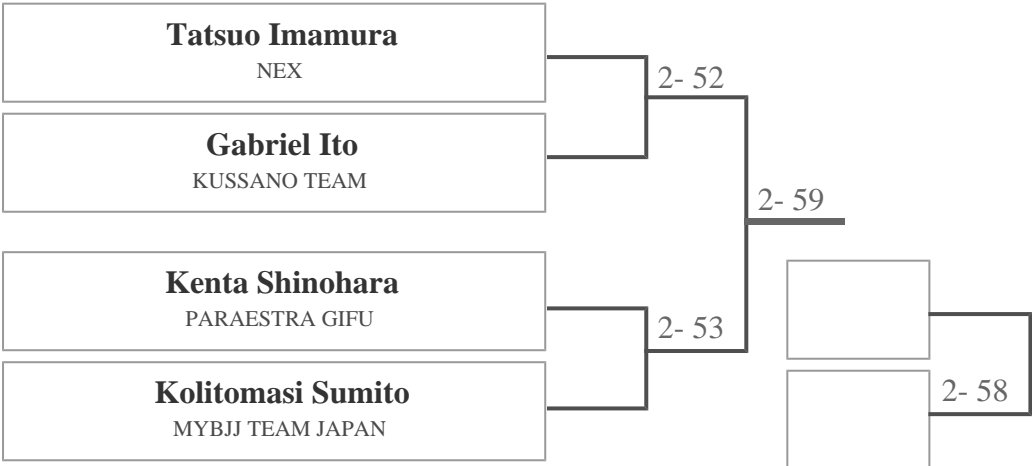 Tatsuo Imamura
NEX
2- 52
Gabriel Ito
KUSSANO TEAM
2- 59
Kenta Shinohara
PARAESTRA GIFU
2- 53
Kolitomasi Sumito
MYBJJ TEAM JAPAN
2- 58